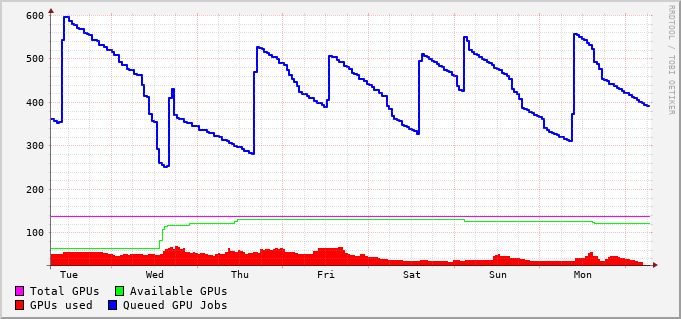 600
500
400
300
200
100
Tue Wed Thu Fri Sat Sun Mon
Total GPUs Available GPUs
GPUs used Queued GPU Jobs
RRDTOOL / TOBI OETIKER